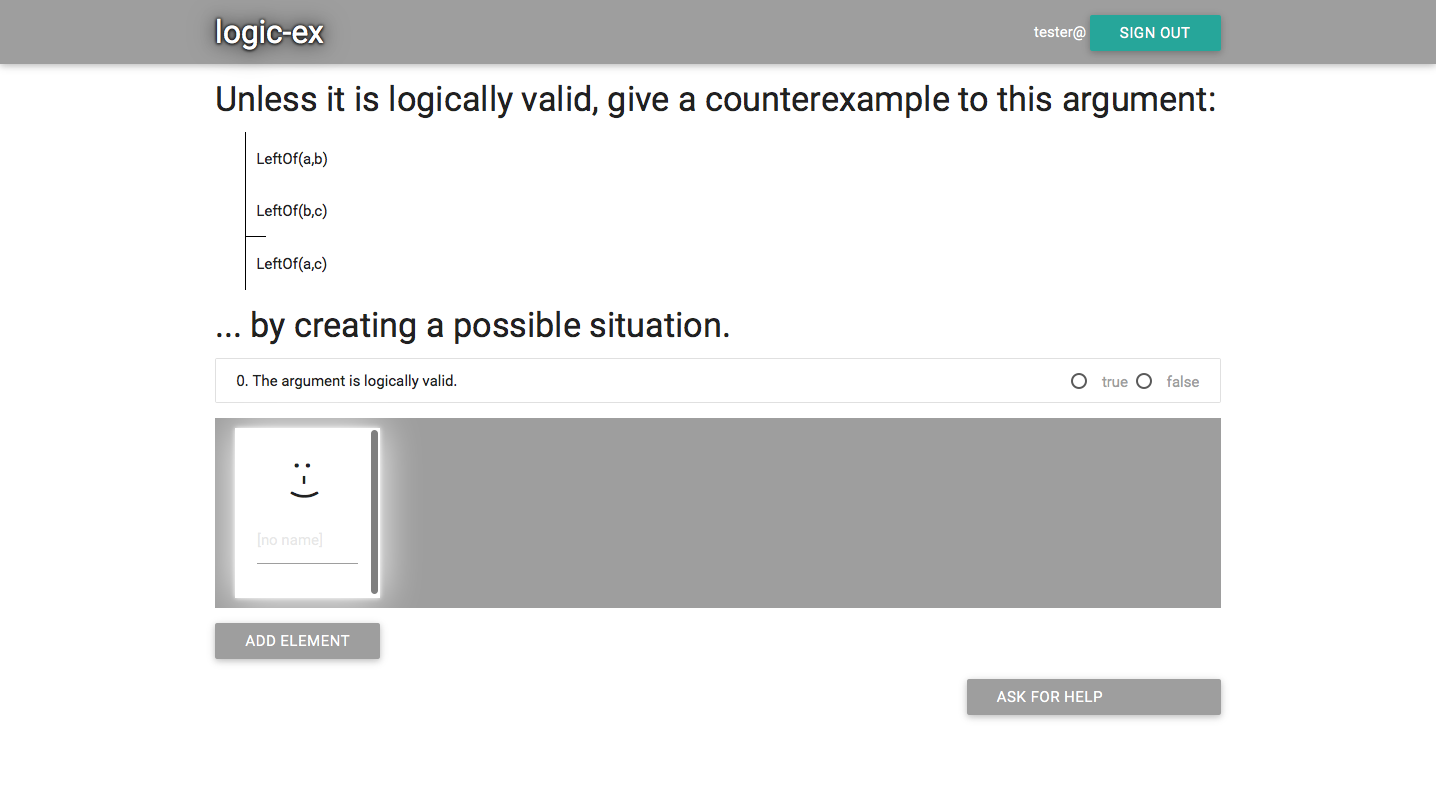 logic-ex
tester@ SIGN OUT
Unless it is logically valid, give a counterexample to this argument:
LeftOf(a,b)
LeftOf(b,c)
LeftOf(a,c)
... by creating a possible situation.
0. The argument is logically valid. true false
[no name]
ADD ELEMENT
ASK FOR HELP